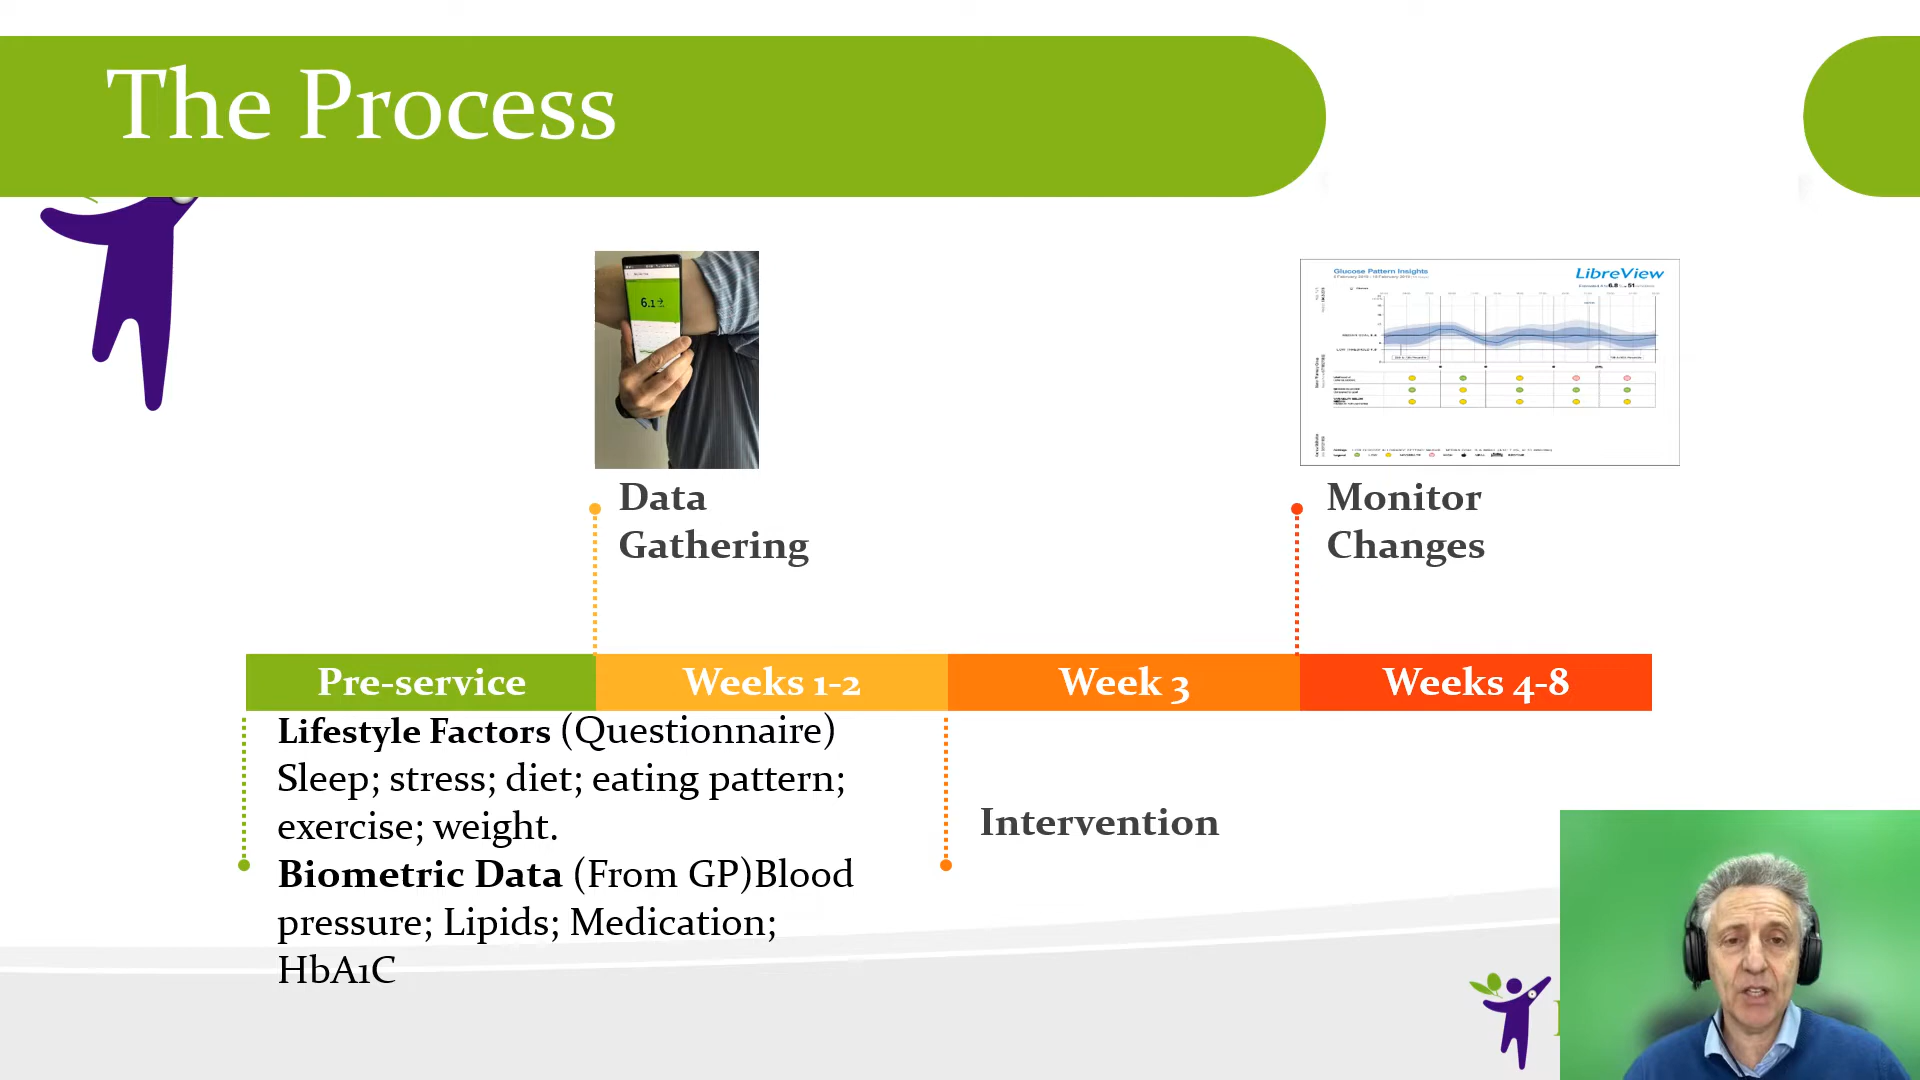 The Process
6.1
Glucose Pattern Insights
LibreView
Data
Gathering
Monitor
Changes
Pre-service
Weeks 1-2
Week 3
Weeks 4-8
Lifestyle Factors (Questionnaire)
Sleep; stress; diet; eating pattern;
exercise; weight.
Biometric Data (From GP)Blood
pressure; Lipids; Medication;
HbA1C
Intervention